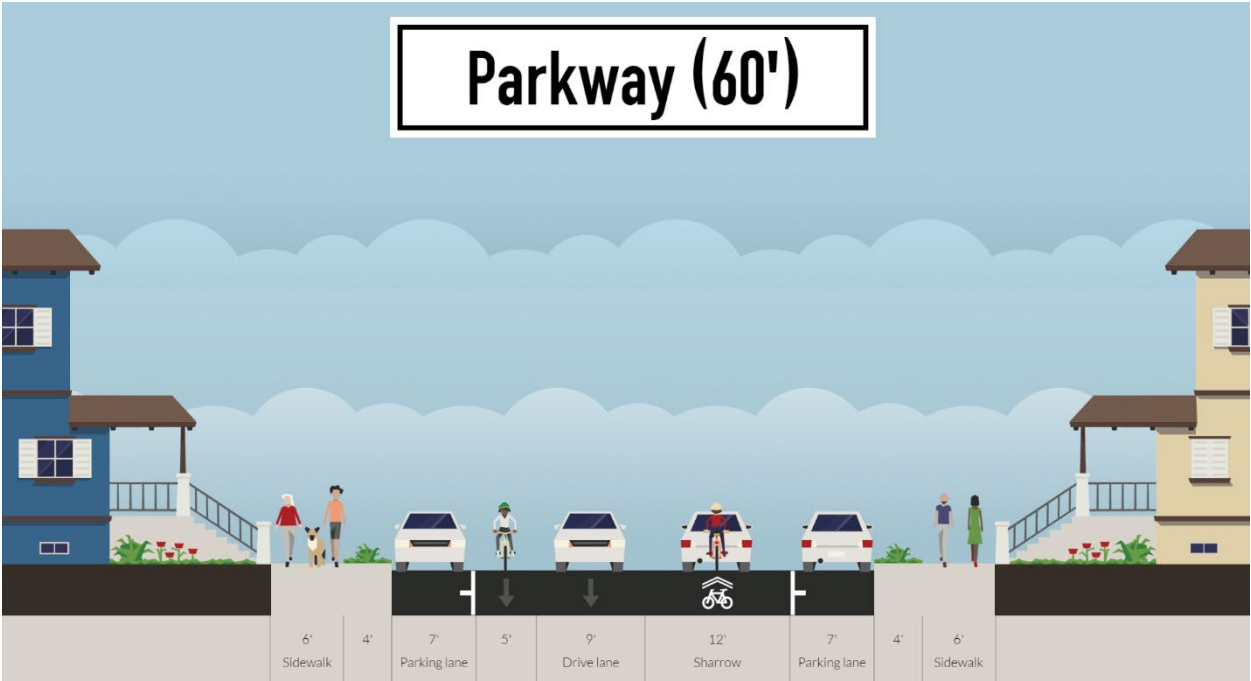 Parkway (60')
6' 4' 7' 5' 9' 12' 7' 4' 6'
Sidewalk Parking lane Drive lane Sharrow Parking lane Sidewalk